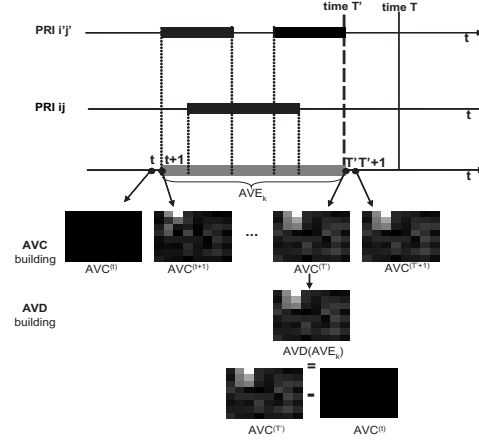 time T' time T
PRI i'j'
t
PRI ij
t
t t+1 T' T'+1
t
AVE_k
...
AVC
building
AVC^(t) AVC^(t+1) AVC^(T') AVC^(T'+1)
AVD
building
AVD(AVE_k)
=
-
AVC^(T') AVC^(t)